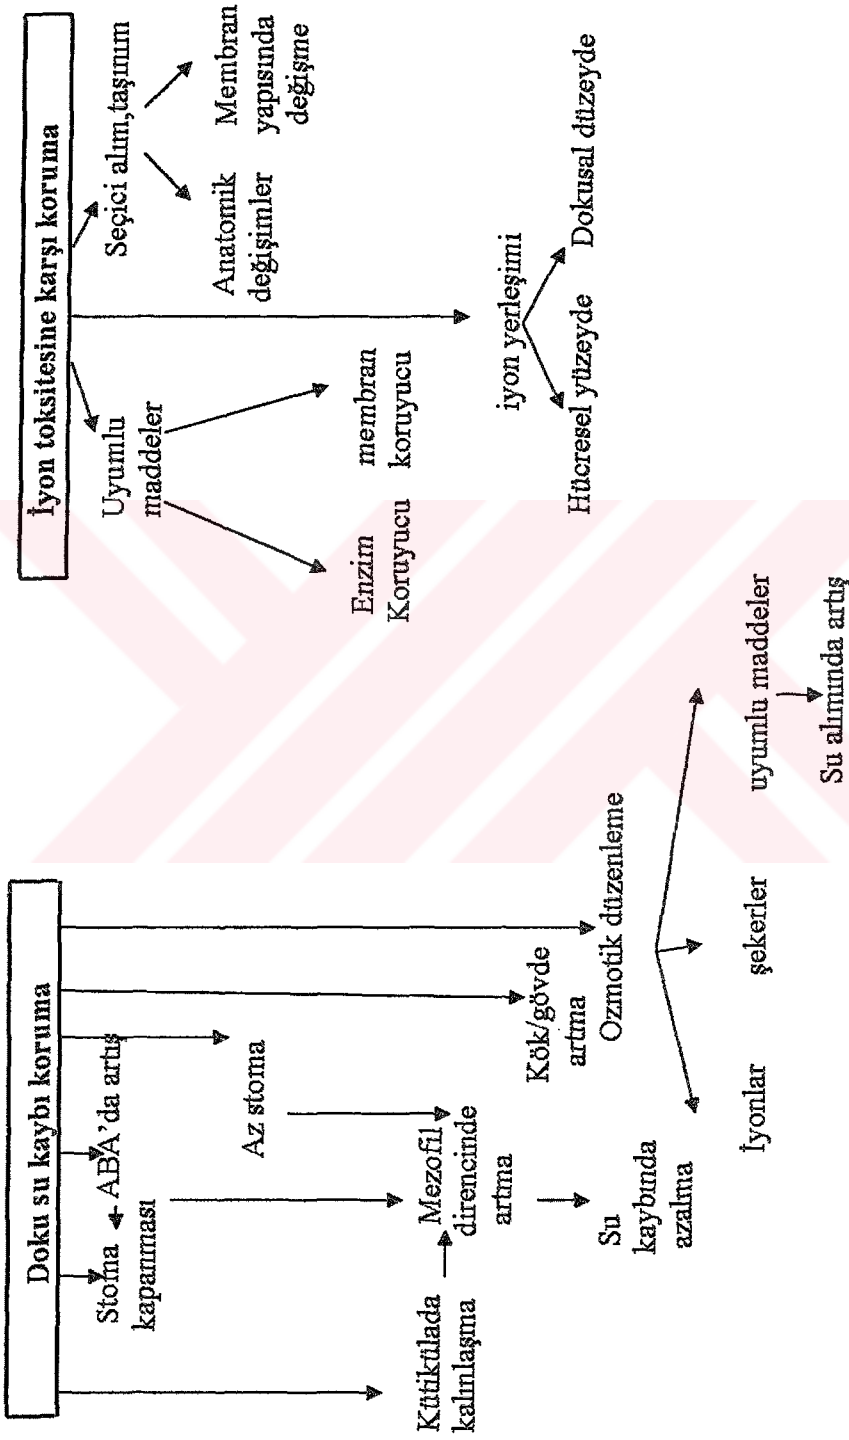 Doku su kaybı koruma
Stoma
kapanması
ABA'da artış
Az stoma
Kütikülada
kalınlaşma
Mezofil
direncinde
artma
Kök/gövde
artma
Ozmotik düzenleme
Su
kaybında
azalma
İyonlar
şekerler
uyumlu maddeler
Su alımında artış
İyon toksitesine karşı koruma
Uyumlu
maddeler
Seçici alım,taşınım
Enzim
Koruyucu
membran
koruyucu
Anatomik
değişimler
Membran
yapısında
değişme
iyon yerleşimi
Hücresel yüzeyde
Dokusal düzeyde